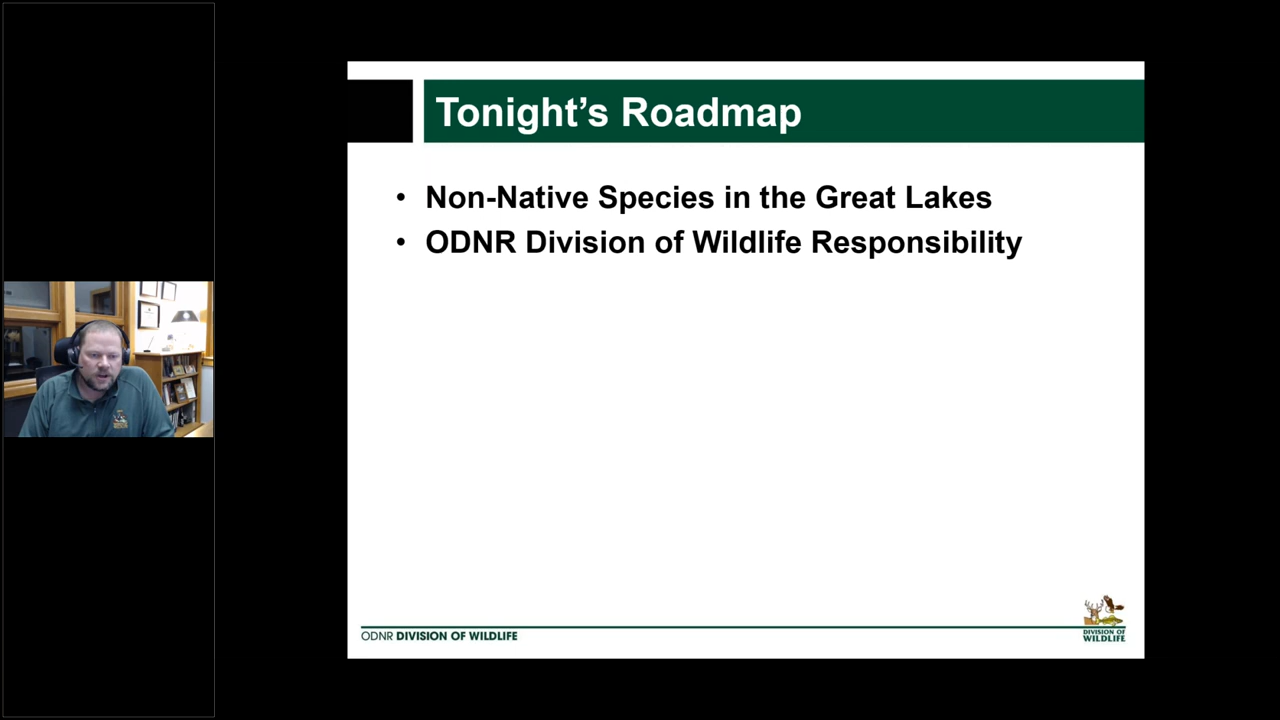 Tonight's Roadmap
• Non-Native Species in the Great Lakes
• ODNR Division of Wildlife Responsibility
ODNR DIVISION OF WILDLIFE
DIVISION OF
WILDLIFE